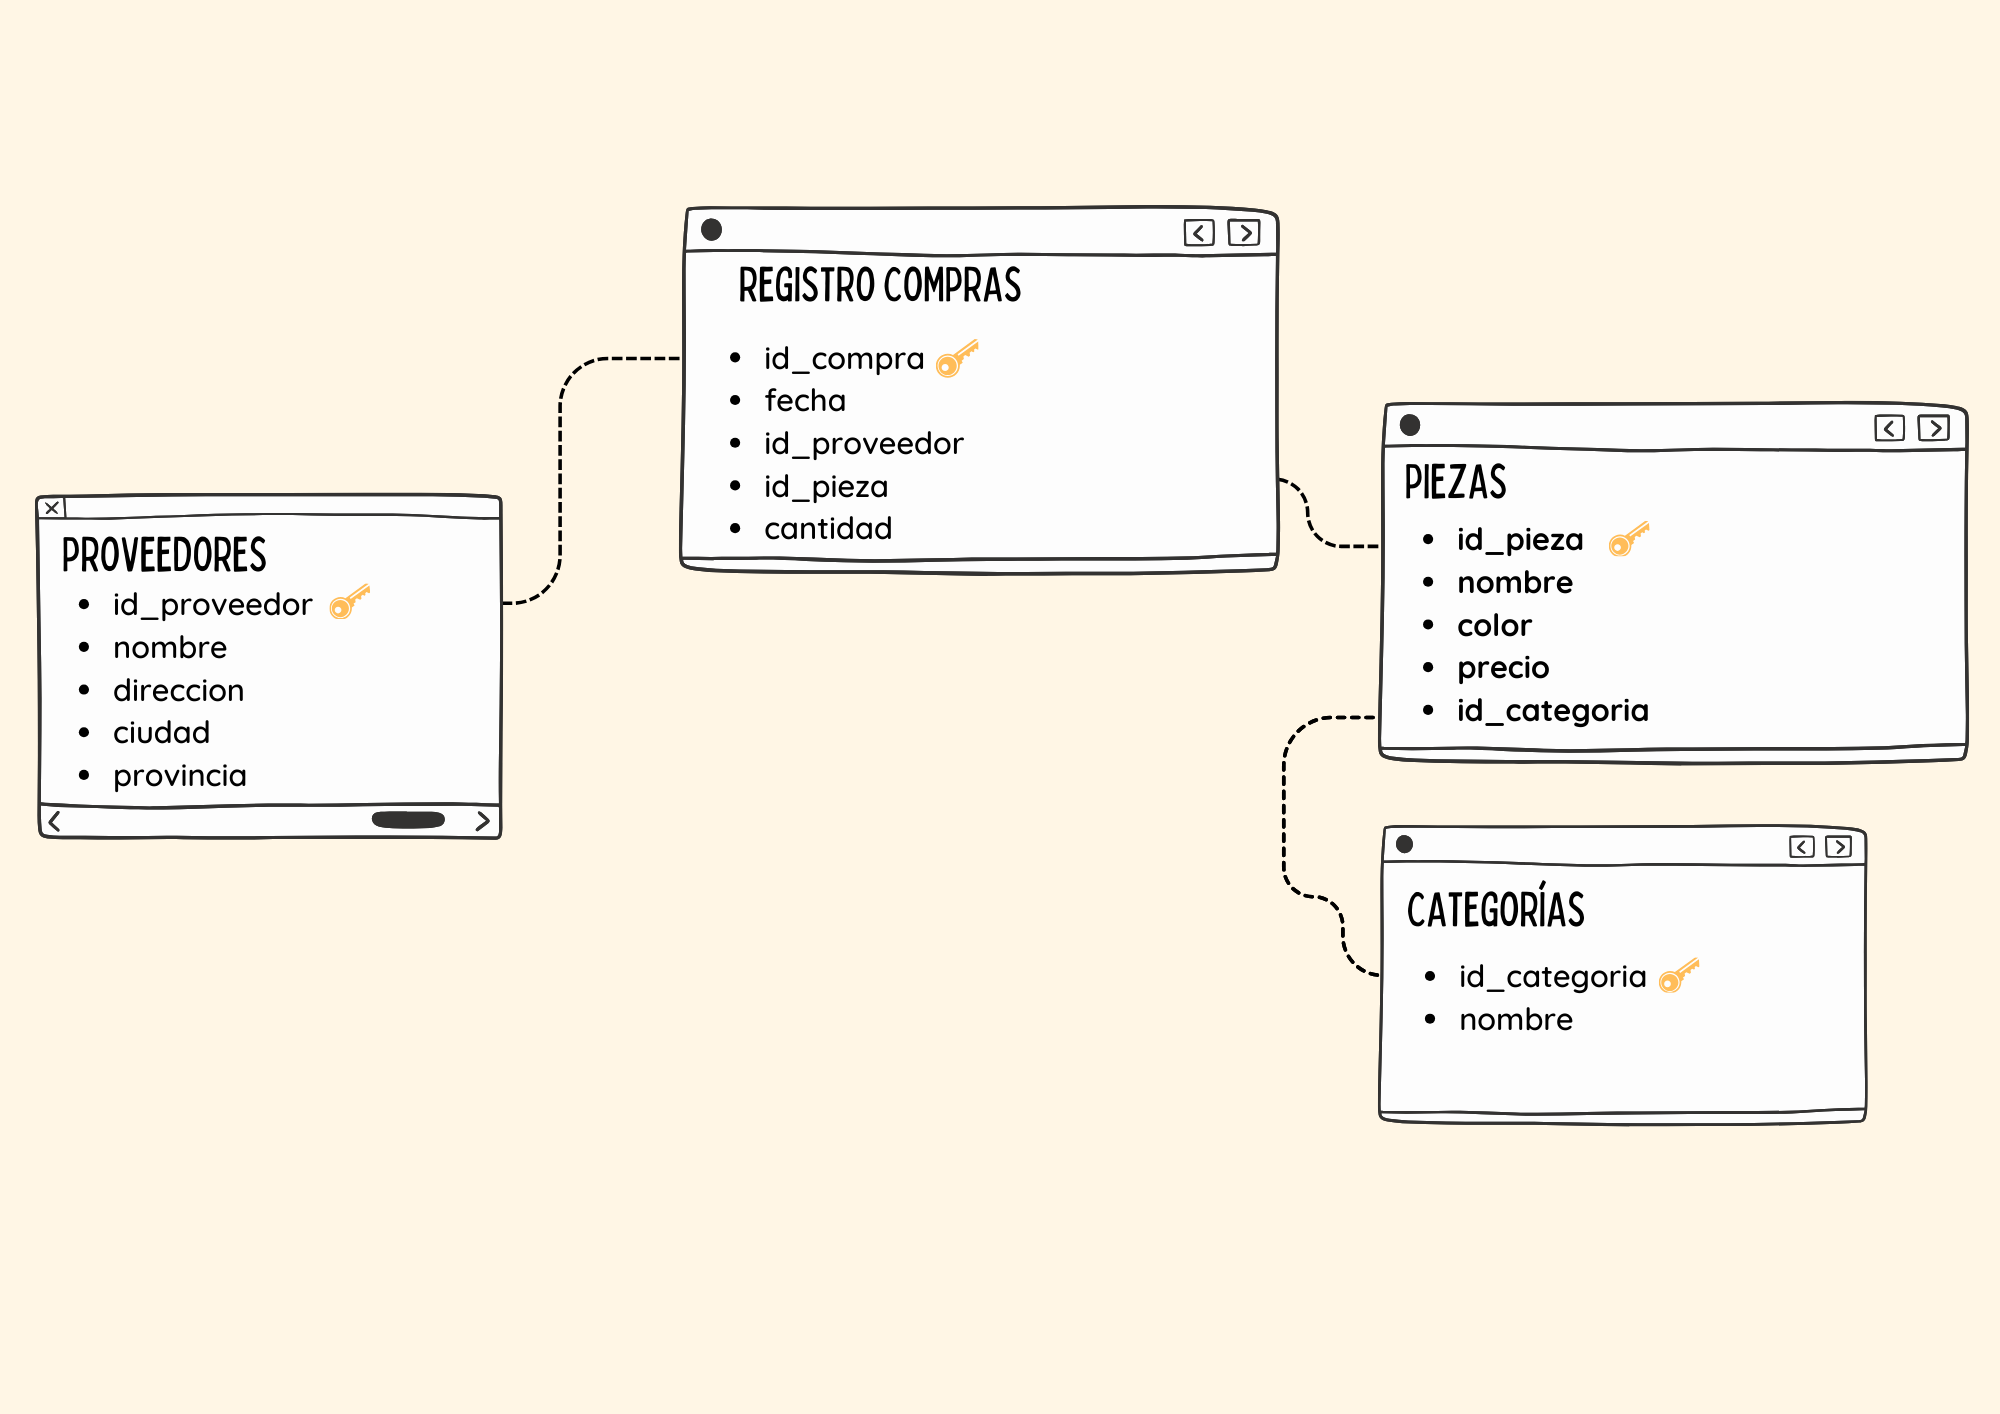 REGISTRO COMPRAS
id_compra
fecha
id_proveedor
id_pieza
cantidad
PROVEEDORES
id_proveedor
nombre
direccion
ciudad
provincia
PIEZAS
id_pieza
nombre
color
precio
id_categoria
CATEGORÍAS
id_categoria
nombre